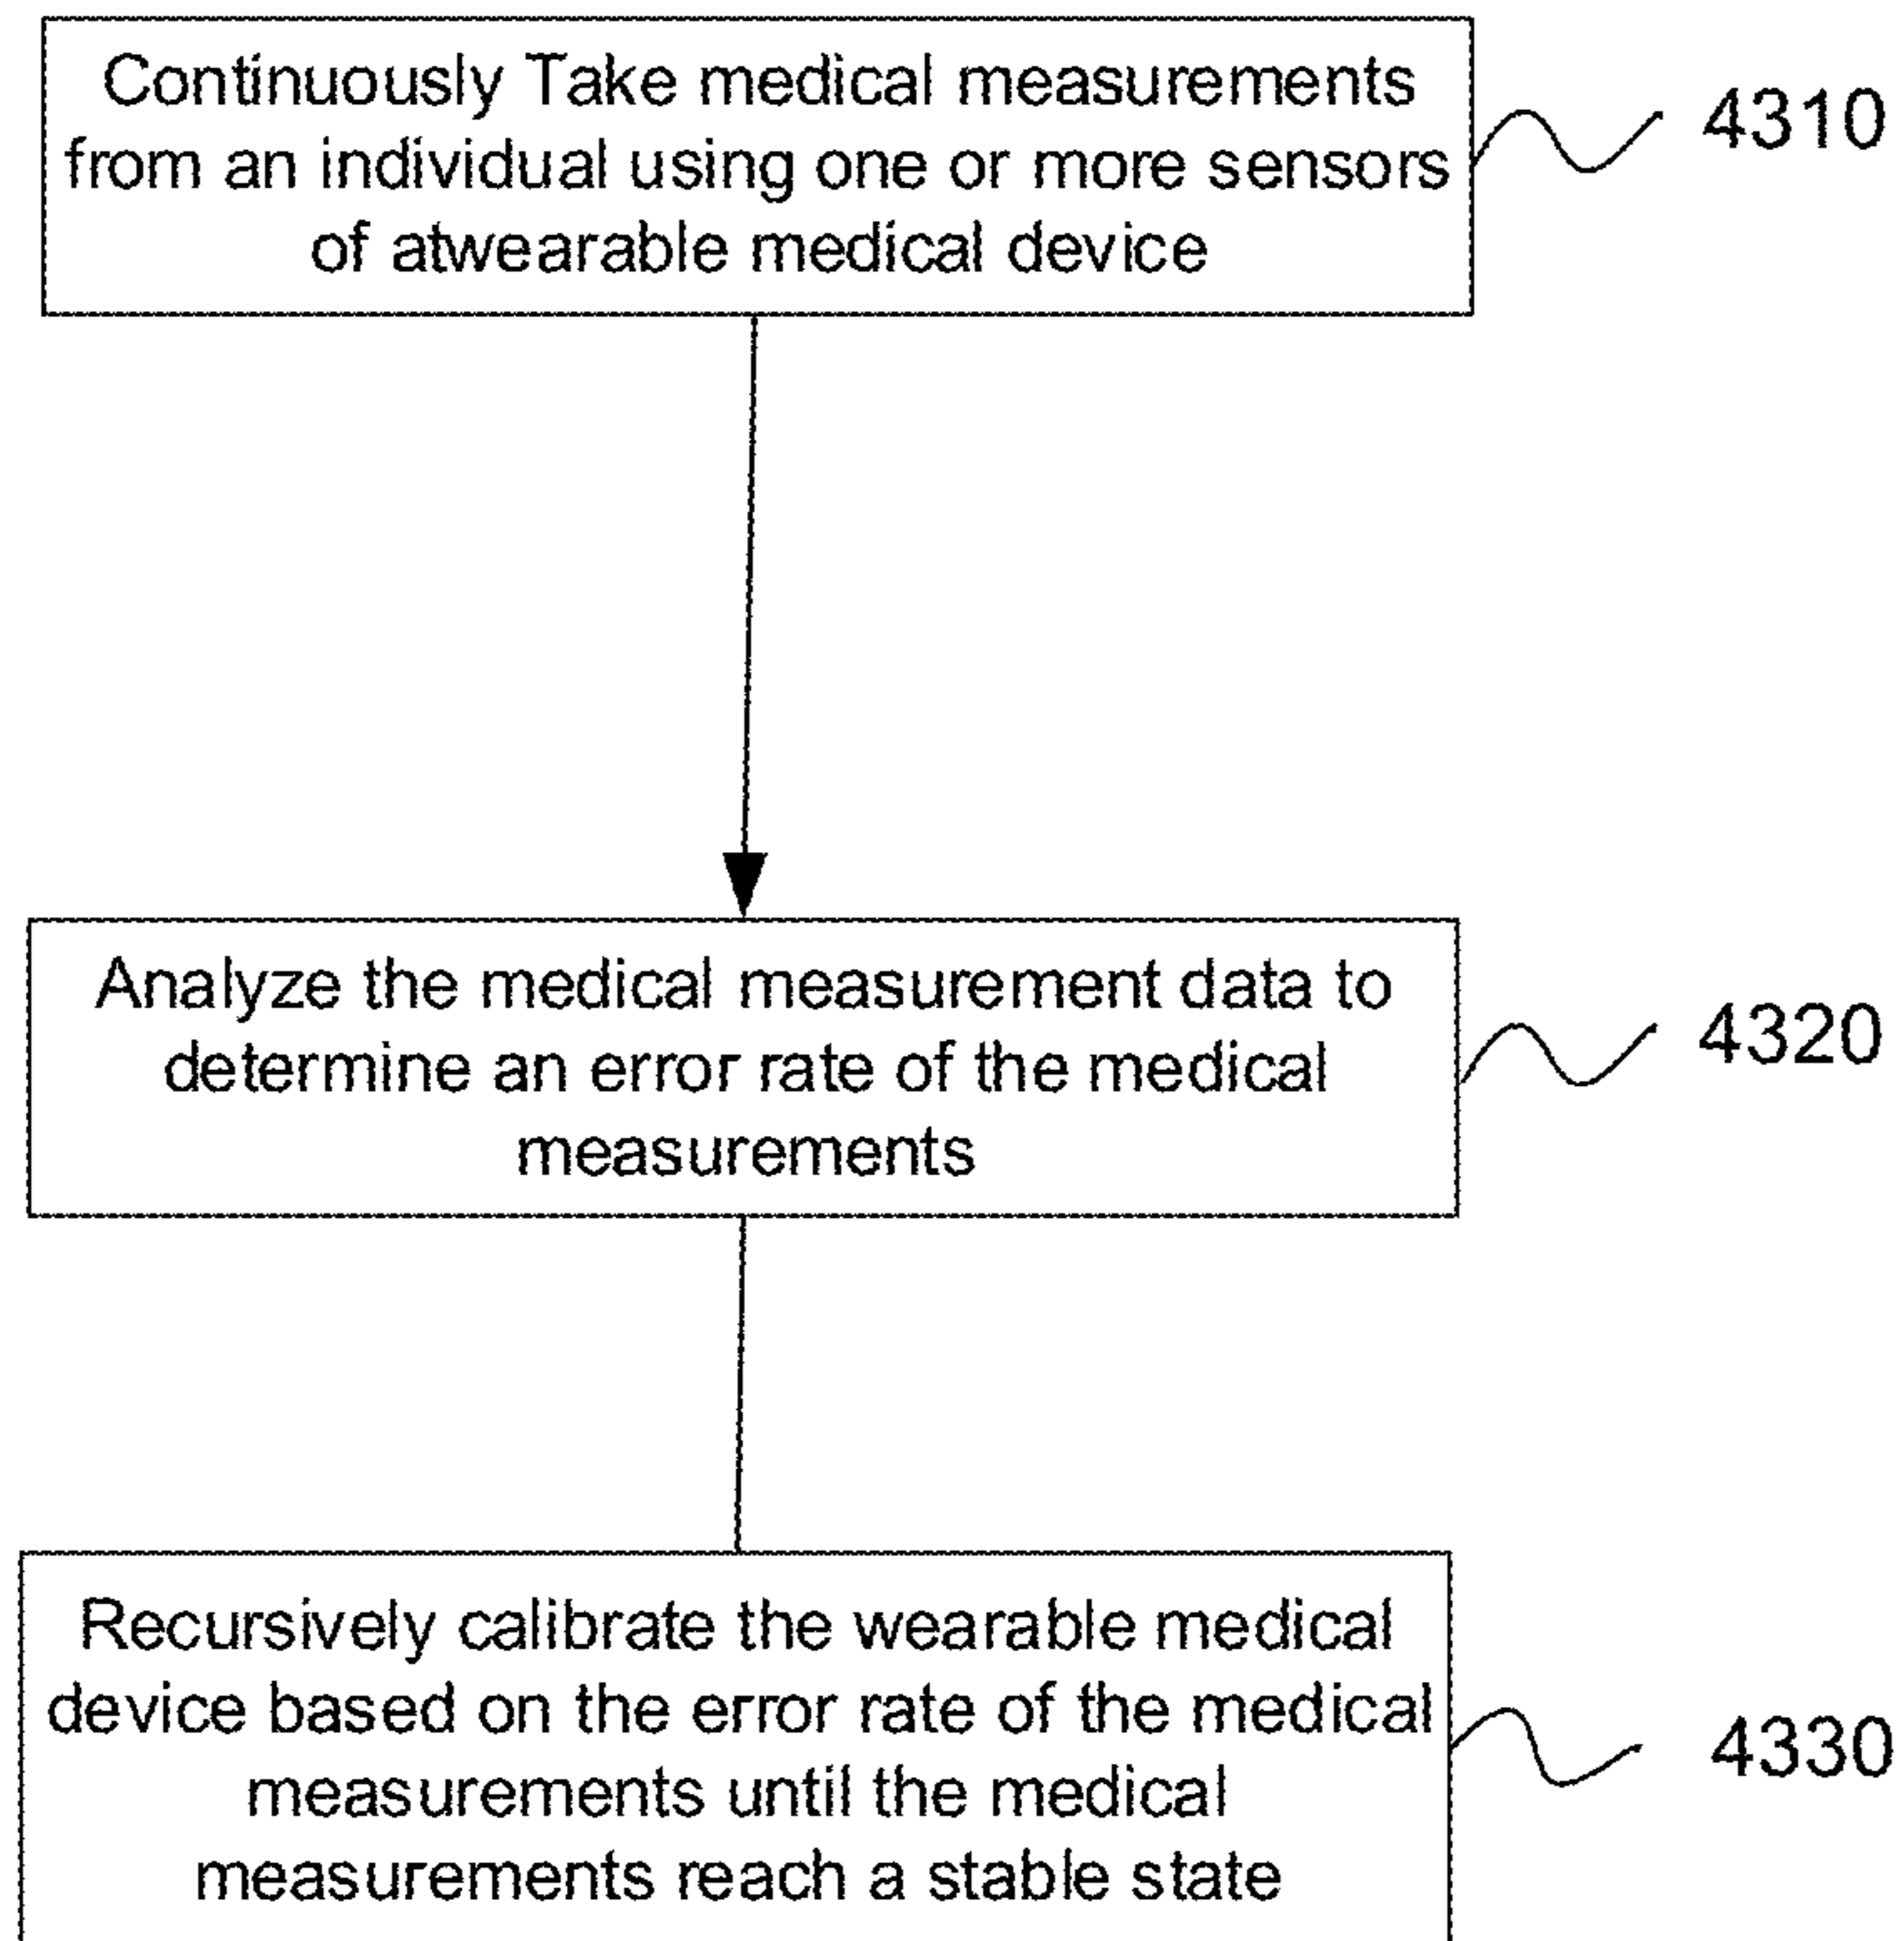 Continuously Take medical measurements
from an individual using one or more sensors
of atwearable medical device
4310
Analyze the medical measurement data to
determine an error rate of the medical
measurements
4320
Recursively calibrate the wearable medical
device based on the error rate of the medical
measurements until the medical
measurements reach a stable state
4330